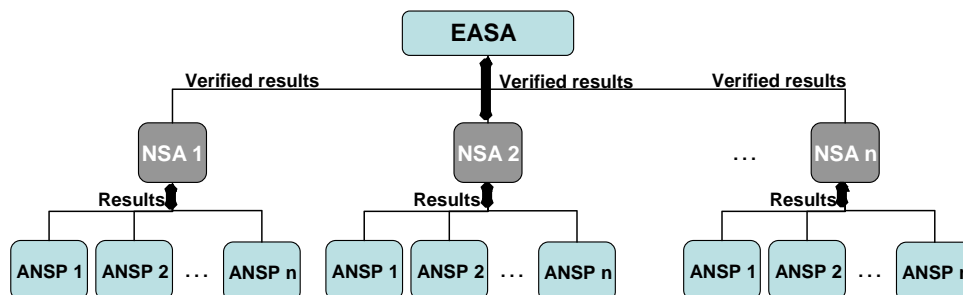 EASA
Verified results
Verified results
Verified results
NSA 1
NSA 2
...
NSA n
Results
Results
Results
ANSP 1
ANSP 2
...
ANSP n
ANSP 1
ANSP 2
...
ANSP n
ANSP 1
ANSP 2
...
ANSP n